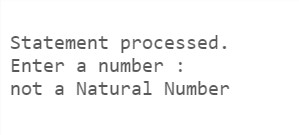 Statement processed.
Enter a number :
not a Natural Number